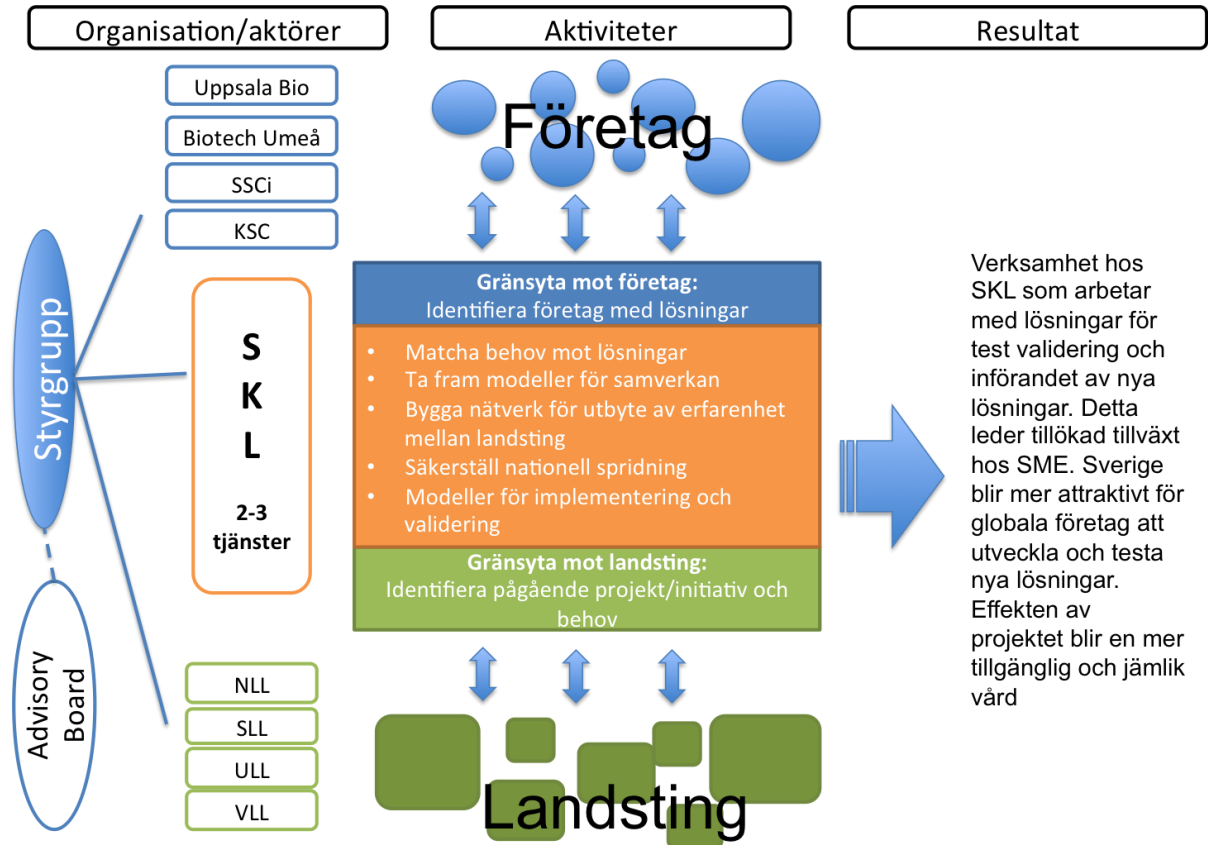 Organisation/aktörer
Aktiviteter
Resultat
Uppsala Bio
Biotech Umeå
SSCi
KSC
Styrgrupp
S
K
L
2-3
tjänster
Advisory
Board
NLL
SLL
ULL
VLL
Företag
Gränsyta mot företag:
Identifiera företag med lösningar
• Matcha behov mot lösningar
• Ta fram modeller för samverkan
• Bygga nätverk för utbyte av erfarenhet
mellan landsting
• Säkerställ nationell spridning
• Modeller för implementering och
validering
Gränsyta mot landsting:
Identifiera pågående projekt/initiativ och
behov
Landsting
Verksamhet hos
SKL som arbetar
med lösningar för
test validering och
införandet av nya
lösningar. Detta
leder tillökad tillväxt
hos SME. Sverige
blir mer attraktivt för
globala företag att
utveckla och testa
nya lösningar.
Effekten av
projektet blir en mer
tillgänglig och jämlik
vård